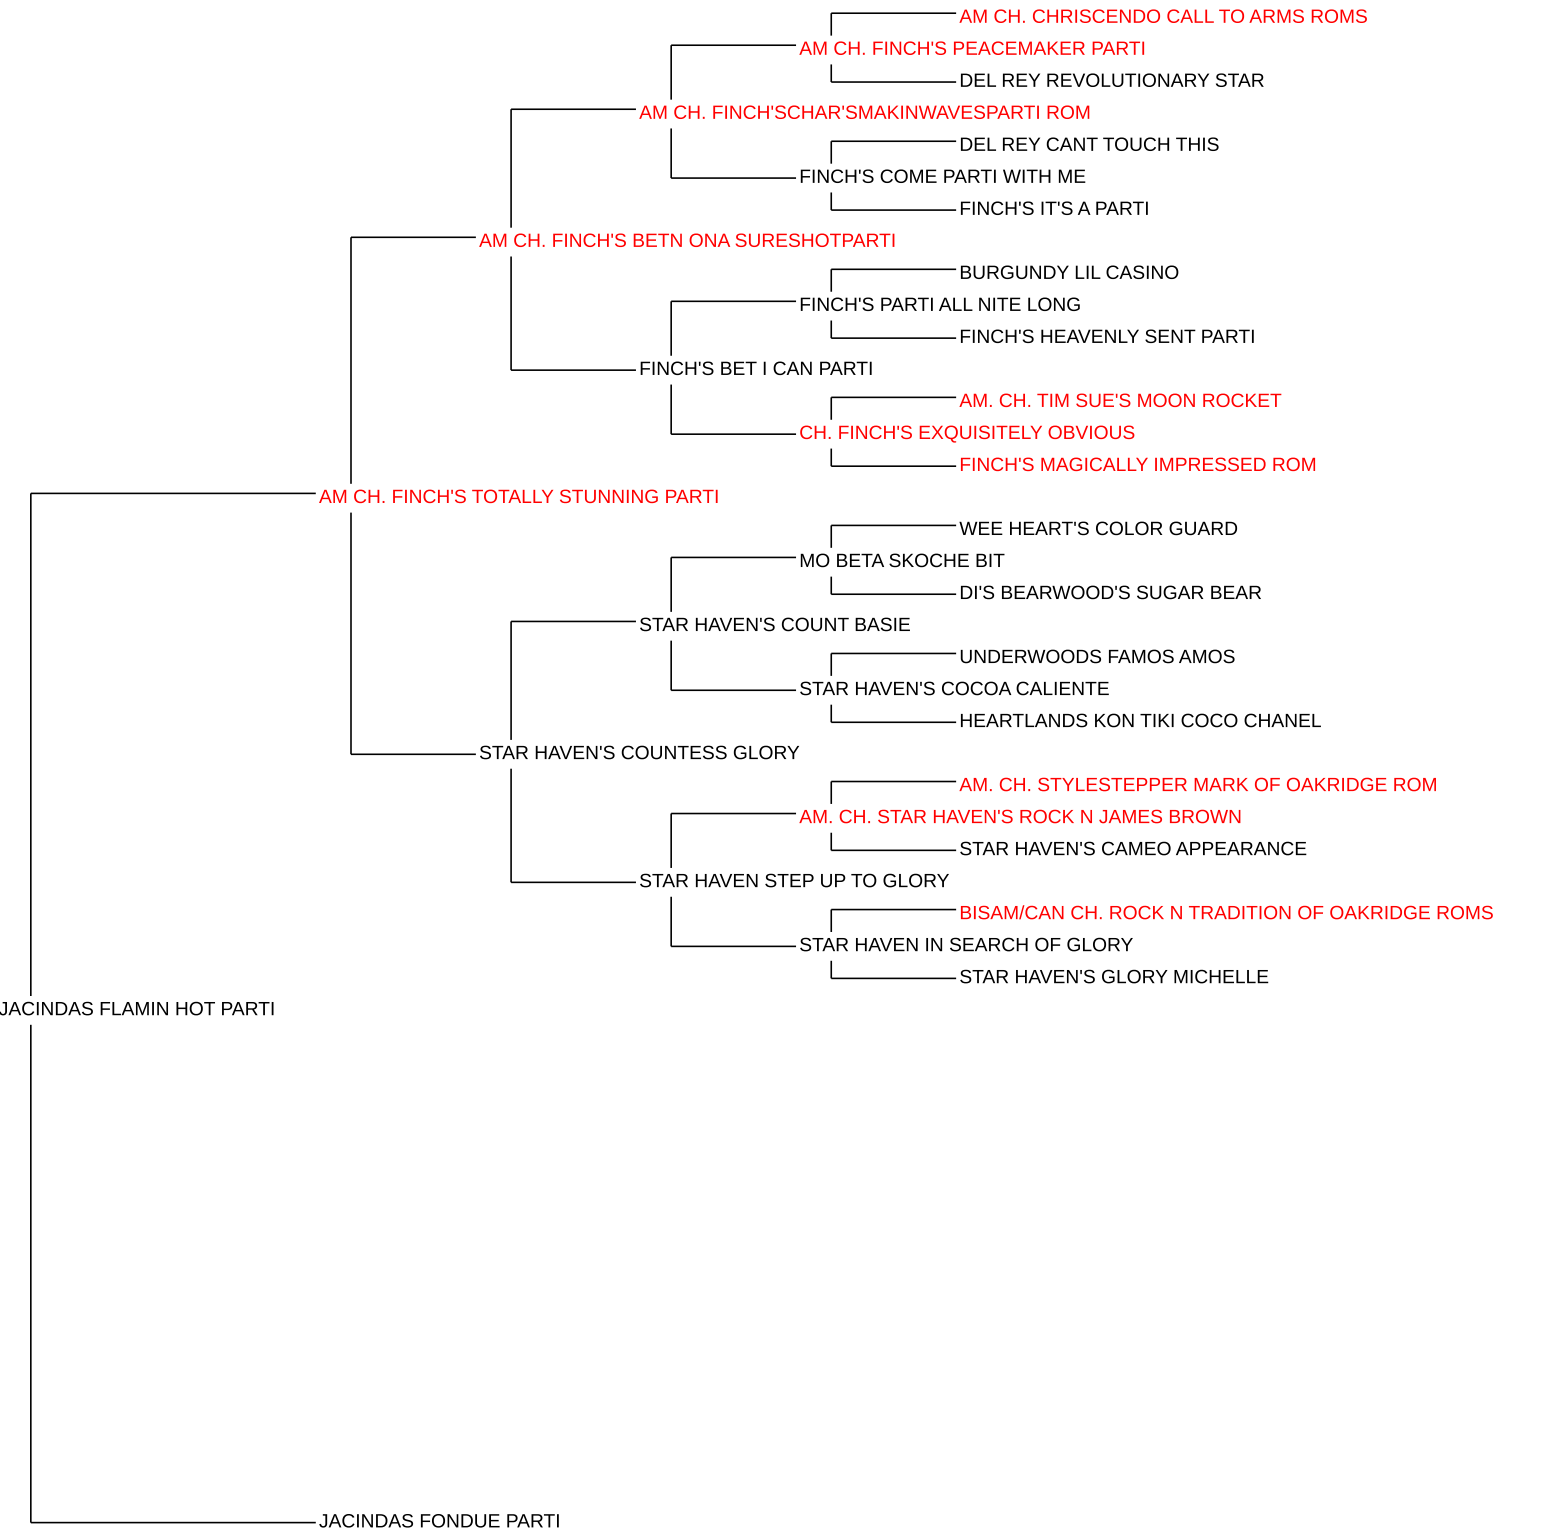 AM CH. CHRISCENDO CALL TO ARMS ROMS
AM CH. FINCH'S PEACEMAKER PARTI
DEL REY REVOLUTIONARY STAR
AM CH. FINCH'SCHAR'SMAKINWAVESPARTI ROM
DEL REY CANT TOUCH THIS
FINCH'S COME PARTI WITH ME
FINCH'S IT'S A PARTI
AM CH. FINCH'S BETN ONA SURESHOTPARTI
BURGUNDY LIL CASINO
FINCH'S PARTI ALL NITE LONG
FINCH'S HEAVENLY SENT PARTI
FINCH'S BET I CAN PARTI
AM. CH. TIM SUE'S MOON ROCKET
CH. FINCH'S EXQUISITELY OBVIOUS
FINCH'S MAGICALLY IMPRESSED ROM
AM CH. FINCH'S TOTALLY STUNNING PARTI
WEE HEART'S COLOR GUARD
MO BETA SKOCHE BIT
DI'S BEARWOOD'S SUGAR BEAR
STAR HAVEN'S COUNT BASIE
UNDERWOODS FAMOS AMOS
STAR HAVEN'S COCOA CALIENTE
HEARTLANDS KON TIKI COCO CHANEL
STAR HAVEN'S COUNTESS GLORY
AM. CH. STYLESTEPPER MARK OF OAKRIDGE ROM
AM. CH. STAR HAVEN'S ROCK N JAMES BROWN
STAR HAVEN'S CAMEO APPEARANCE
STAR HAVEN STEP UP TO GLORY
BISAM/CAN CH. ROCK N TRADITION OF OAKRIDGE ROMS
STAR HAVEN IN SEARCH OF GLORY
STAR HAVEN'S GLORY MICHELLE
JACINDAS FLAMIN HOT PARTI
JACINDAS FONDUE PARTI